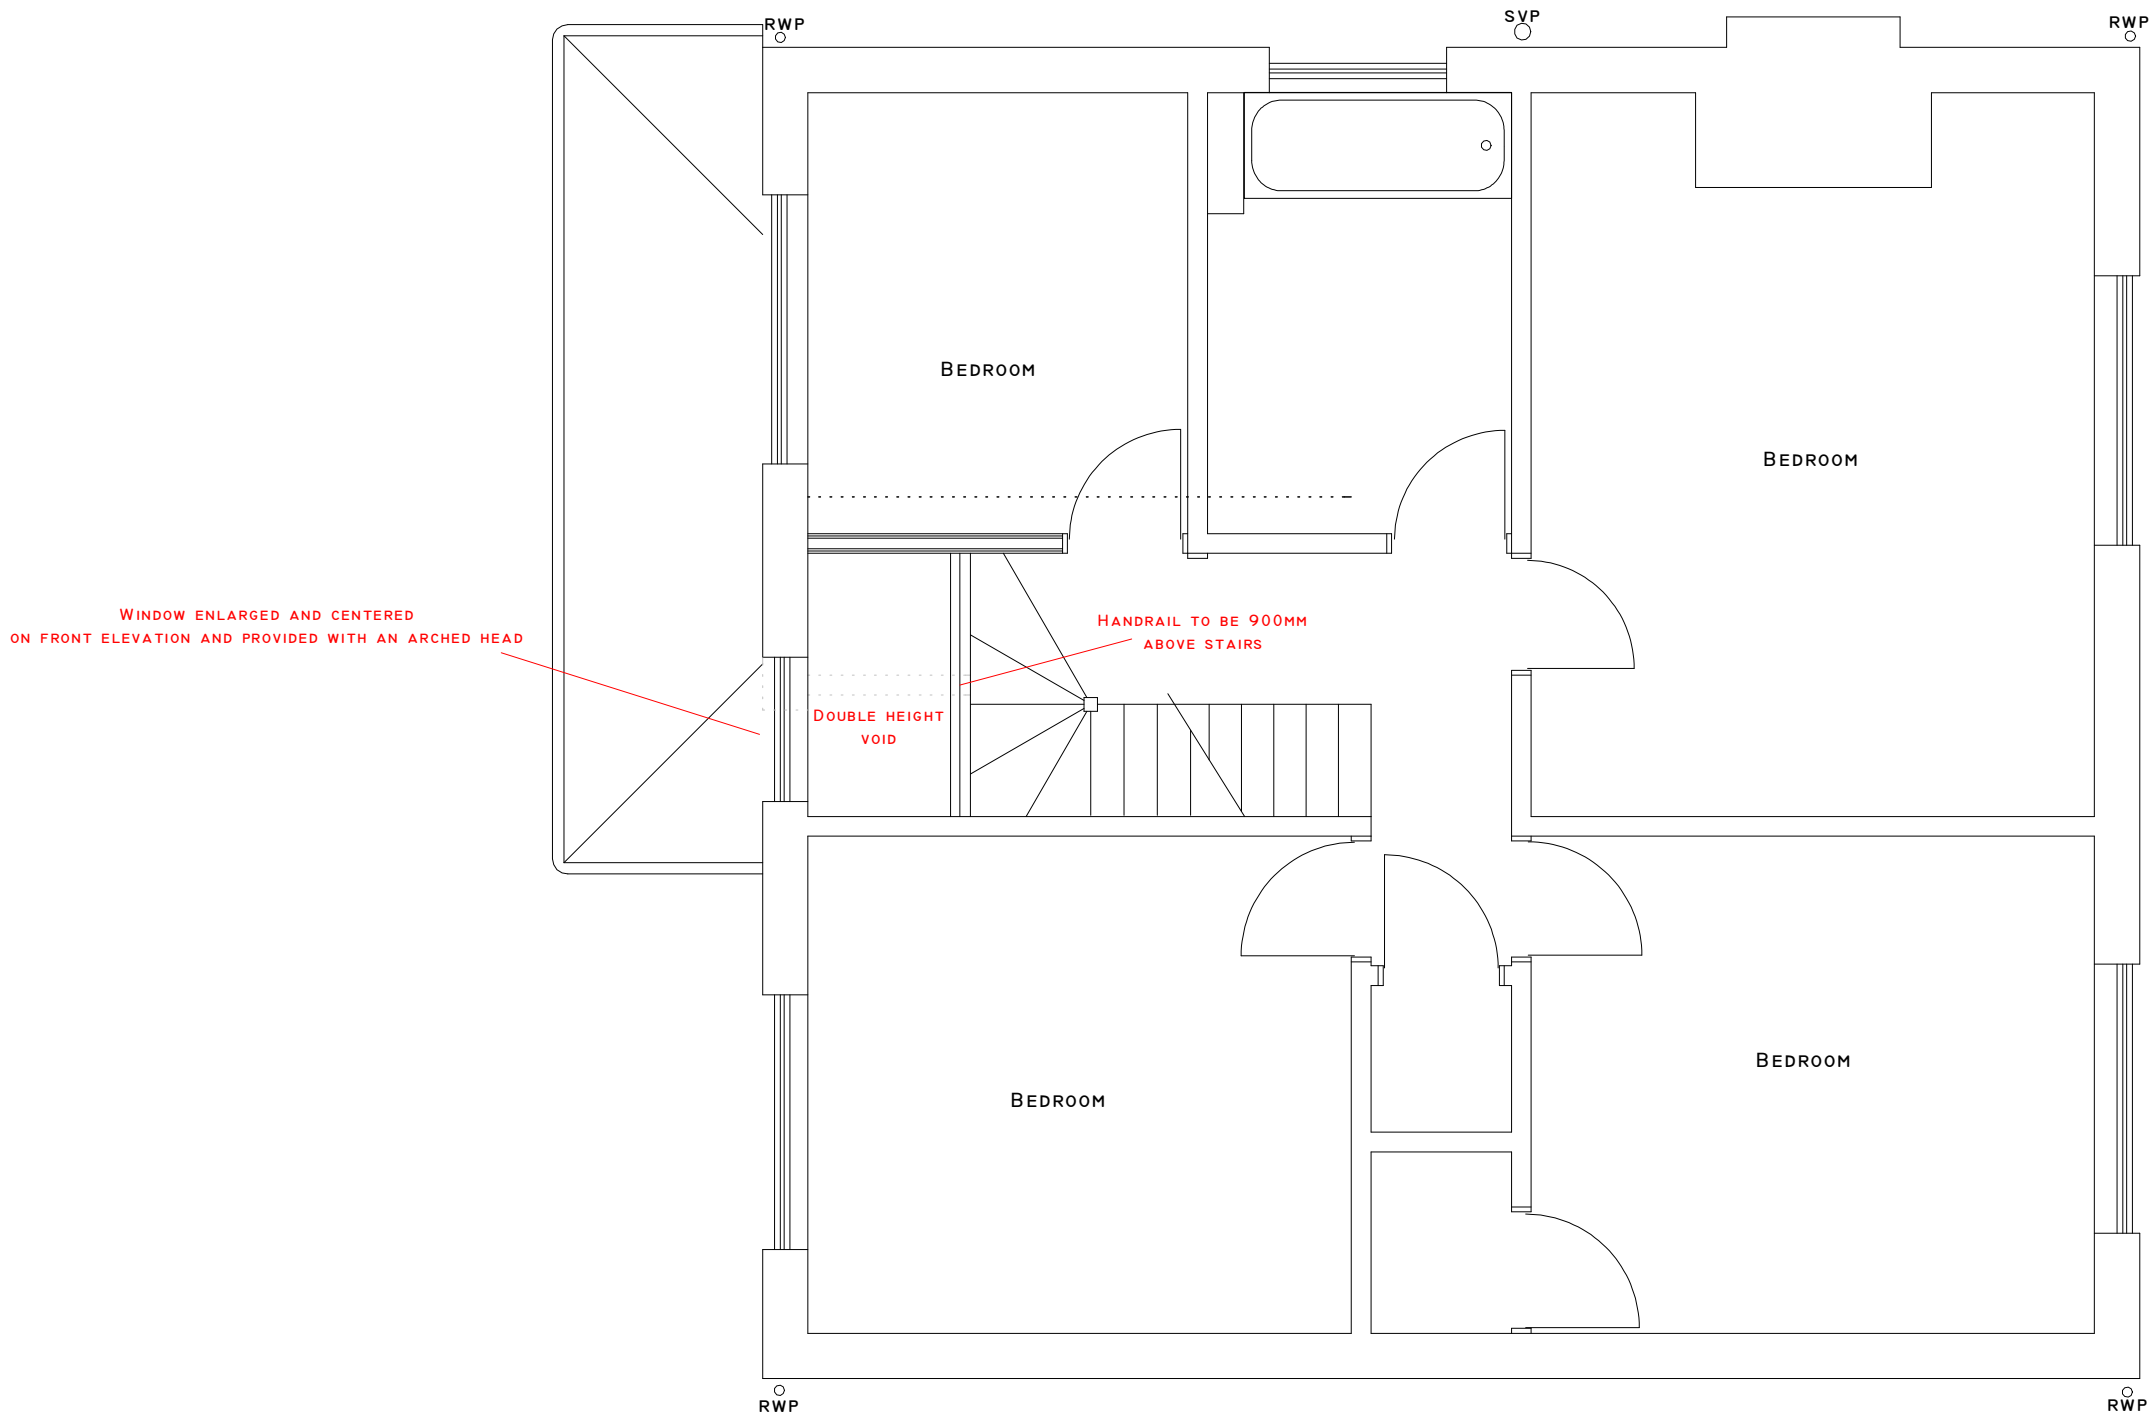 RWP
SVP
RWP
Bedroom
Bedroom
Window enlarged and centered
on front elevation and provided with an arched head
Handrail to be 900mm
above stairs
Double height
void
Bedroom
Bedroom
RWP
RWP